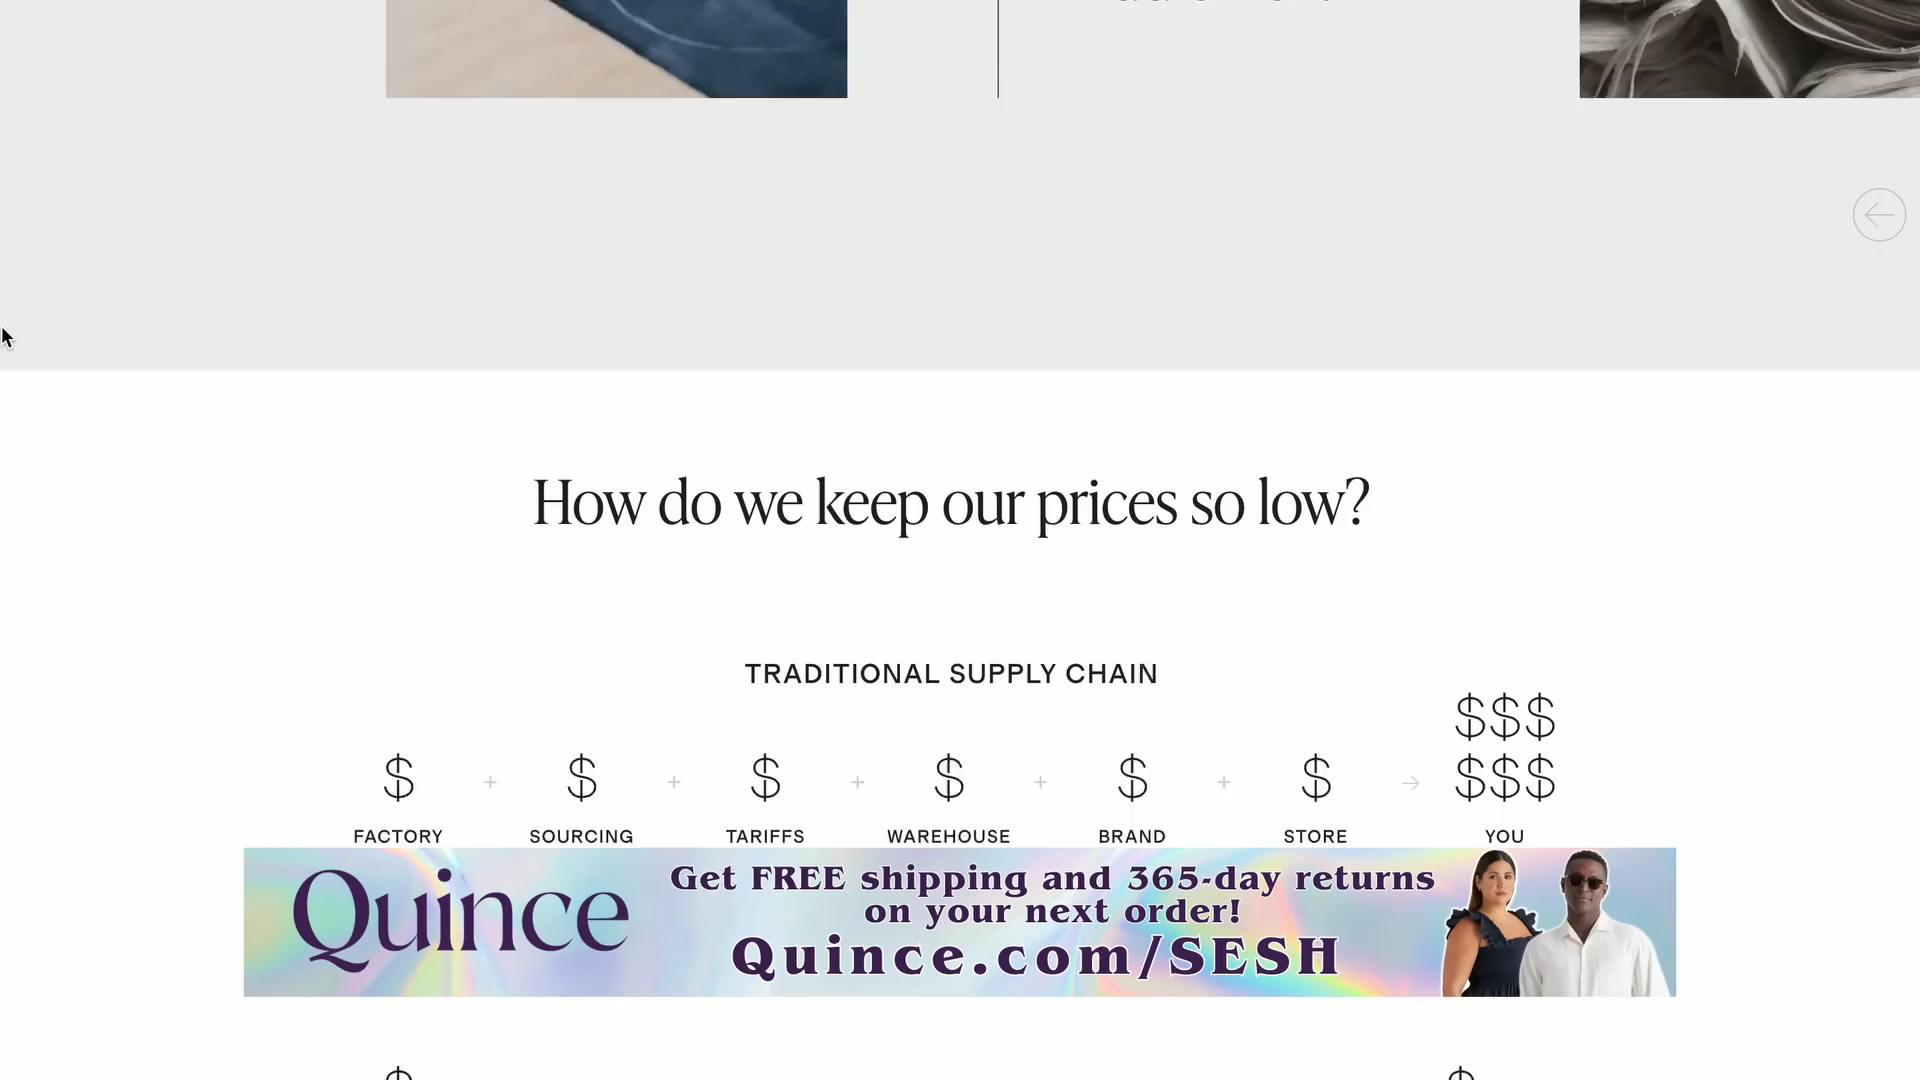 How do we keep our prices so low?
TRADITIONAL SUPPLY CHAIN
$$$
$ + $ + $ + $ + $ + $ → $$$
FACTORY SOURCING TARIFFS WAREHOUSE BRAND STORE YOU
Quince
Get FREE shipping and 365-day returns
on your next order!
Quince.com/SESH